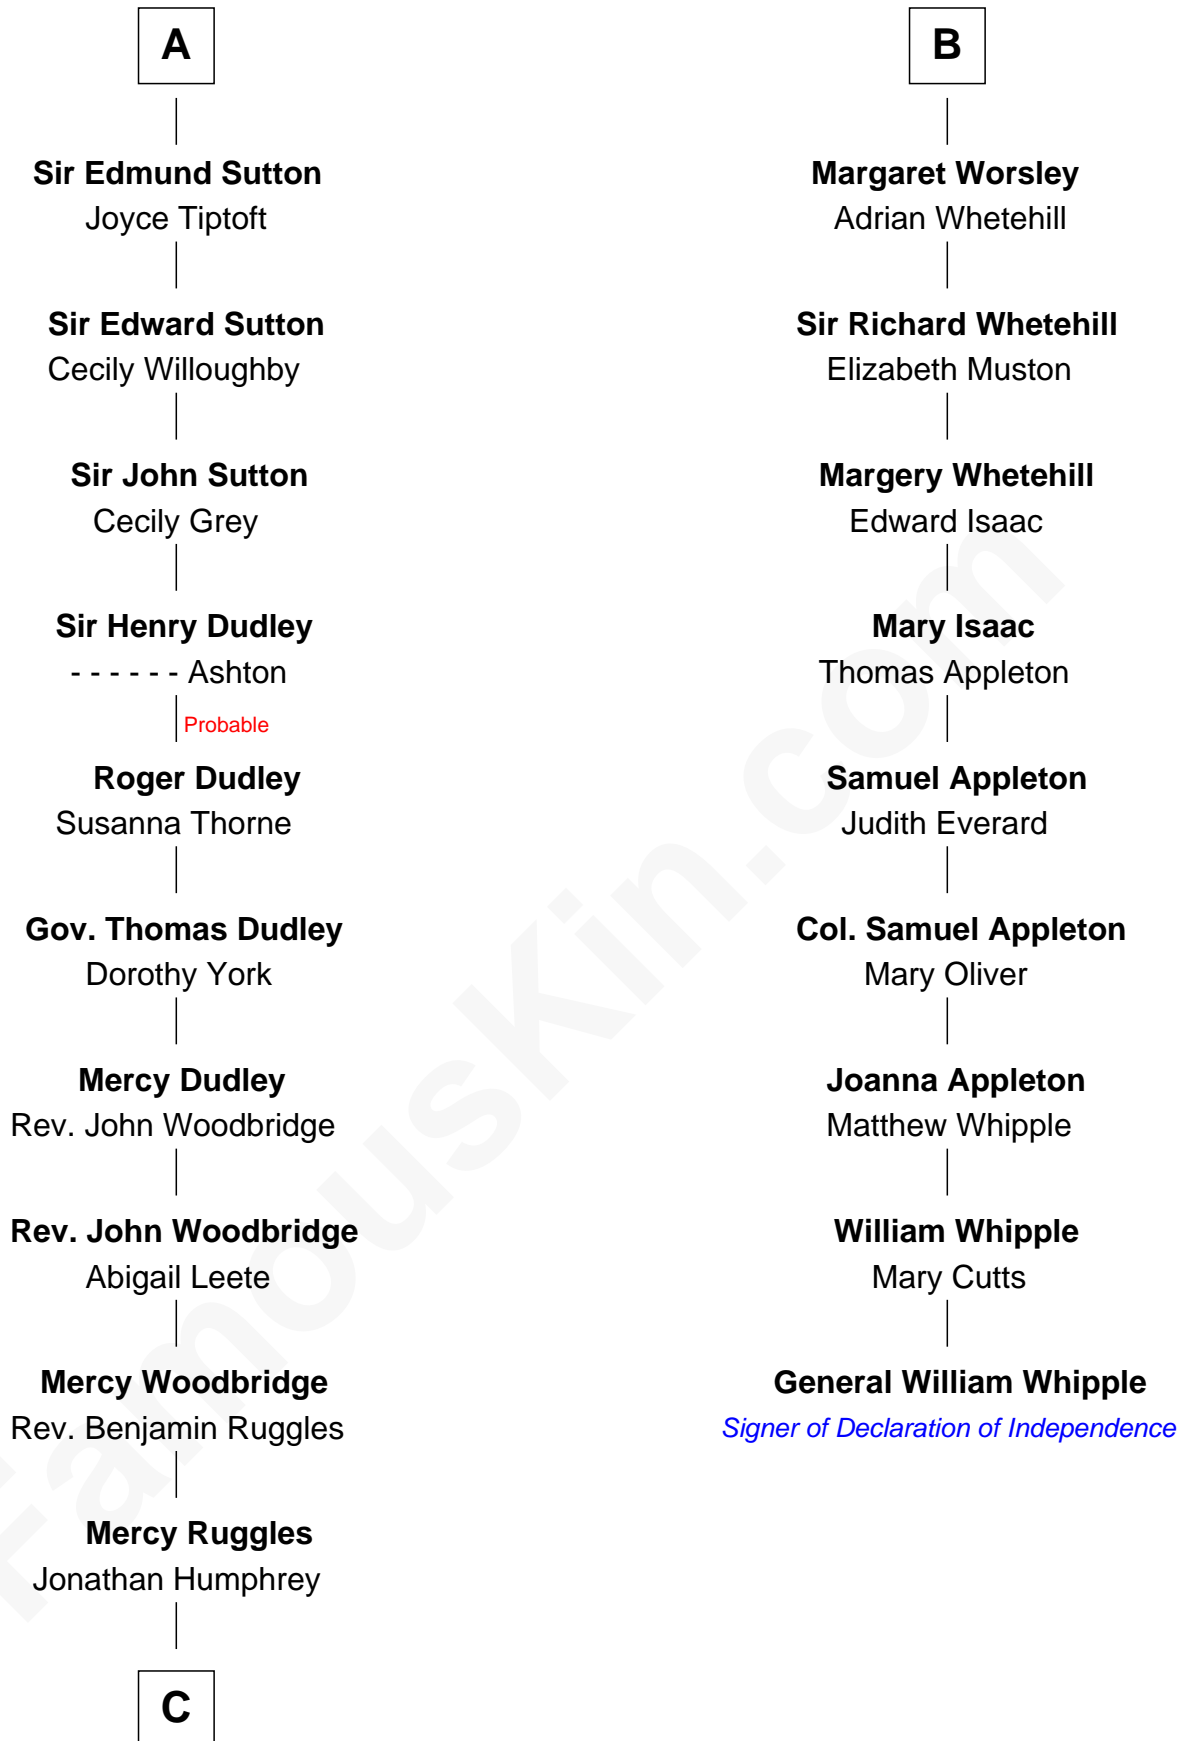 A
Sir Edmund Sutton
Joyce Tiptoft
Sir Edward Sutton
Cecily Willoughby
Sir John Sutton
Cecily Grey
Sir Henry Dudley
- - - - - - Ashton
Probable
Roger Dudley
Susanna Thorne
Gov. Thomas Dudley
Dorothy York
Mercy Dudley
Rev. John Woodbridge
Rev. John Woodbridge
Abigail Leete
Mercy Woodbridge
Rev. Benjamin Ruggles
Mercy Ruggles
Jonathan Humphrey
C
B
Margaret Worsley
Adrian Whetehill
Sir Richard Whetehill
Elizabeth Muston
Margery Whetehill
Edward Isaac
Mary Isaac
Thomas Appleton
Samuel Appleton
Judith Everard
Col. Samuel Appleton
Mary Oliver
Joanna Appleton
Matthew Whipple
William Whipple
Mary Cutts
General William Whipple
Signer of Declaration of Independence
FamousKin.com